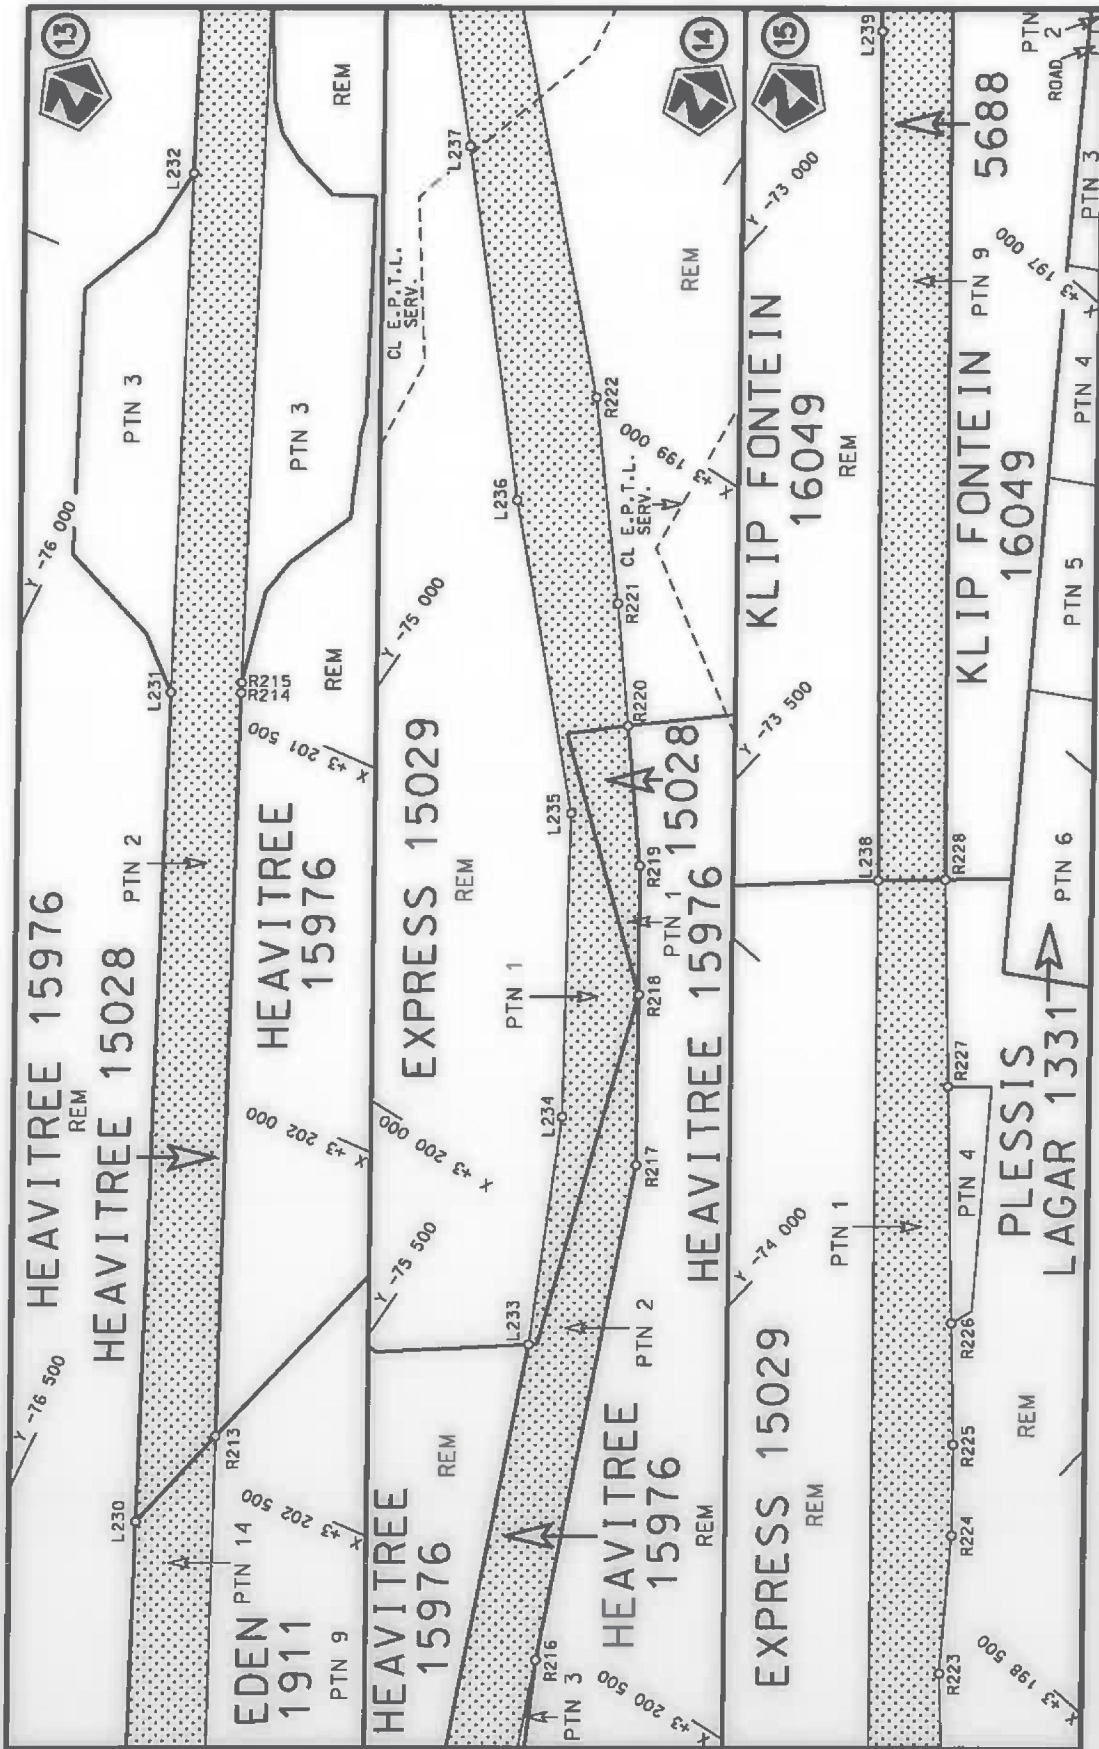 13
Y -76 500
Y -76 000
HEAVITREE 15976
REM
HEAVITREE 15028
PTN 2
PTN 3
L230
L231
L232
R213
R214
R215
PTN 3
REM
REM
EDEN
1911
PTN 14
PTN 9
X +3 202 500
X +3 202 000
X +3 201 500
HEAVITREE
15976
14
Y -75 500
Y -75 000
HEAVITREE
15976
REM
EXPRESS 15029
REM
PTN 1
CL E.P.T.L.
SERV.
X +3 200 000
L233
L234
L235
L236
L237
R216
R217
R218
R219
R220
R221
R222
PTN 3
X +3 200 500
HEAVITREE
15976
REM
PTN 2
HEAVITREE 15976
PTN 1
15028
CL E.P.T.L.
SERV.
X +3 199 000
REM
15
Y -74 000
Y -73 500
Y -73 000
EXPRESS 15029
REM
PTN 1
KLIP FONTEIN
16049
REM
L238
L239
R223
R224
R225
R226
R227
R228
X +3 198 500
REM
PTN 4
PLESSIS
LAGAR 1331
KLIP FONTEIN
16049
PTN 9
5688
X +3 197 000
PTN 6
PTN 5
PTN 4
PTN 3
ROAD
PTN
2